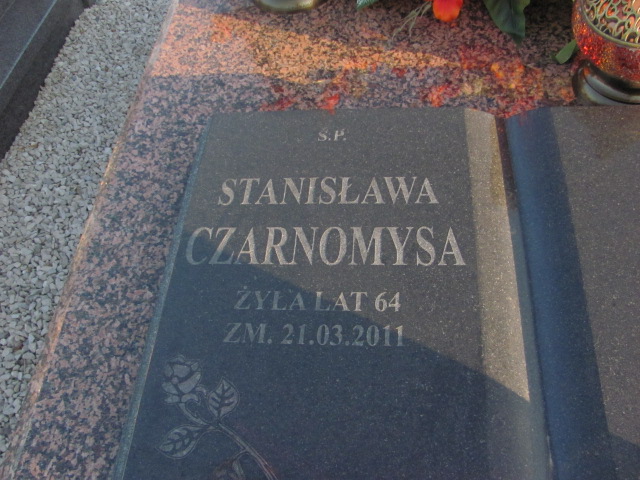 Ś.P.
STANISŁAWA
CZARNOMYSA
ŻYŁA LAT 64
ZM. 21.03.2011